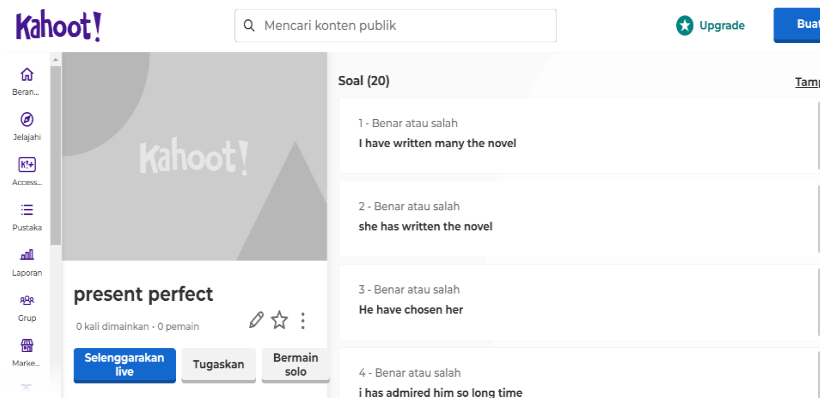 Kahoot!
Mencari konten publik
Upgrade
Buat
Beran...
Jelajahi
K!+
Access...
Pustaka
Laporan
Grup
Marke...
Kahoot!
present perfect
0 kali dimainkan • 0 pemain
Selenggarakan
live
Tugaskan
Bermain
solo
Soal (20)
Tamp
1 - Benar atau salah
I have written many the novel
2 - Benar atau salah
she has written the novel
3 - Benar atau salah
He have chosen her
4 - Benar atau salah
i has admired him so long time